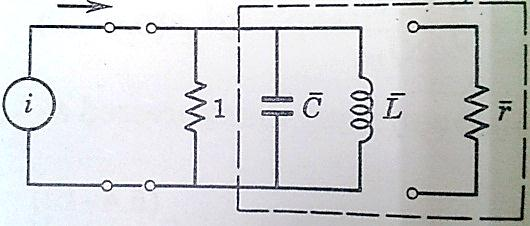 i 1 C̄ L̄ r̄